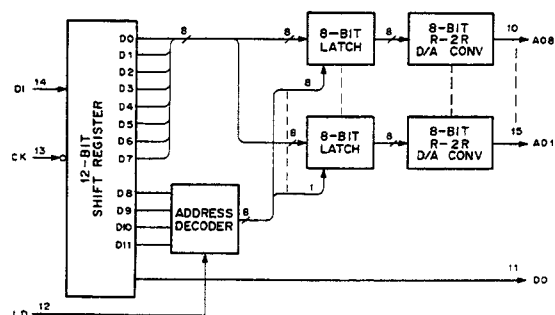 DI
14
CK
13
LD
12
12-BIT
SHIFT REGISTER
D0
D1
D2
D3
D4
D5
D6
D7
D8
D9
D10
D11
8
ADDRESS
DECODER
8
8
8-BIT
LATCH
8
8-BIT
R-2R
D/A CONV
10
AO8
8
8
8-BIT
LATCH
8
8-BIT
R-2R
D/A CONV
15
AO1
1
11
DO